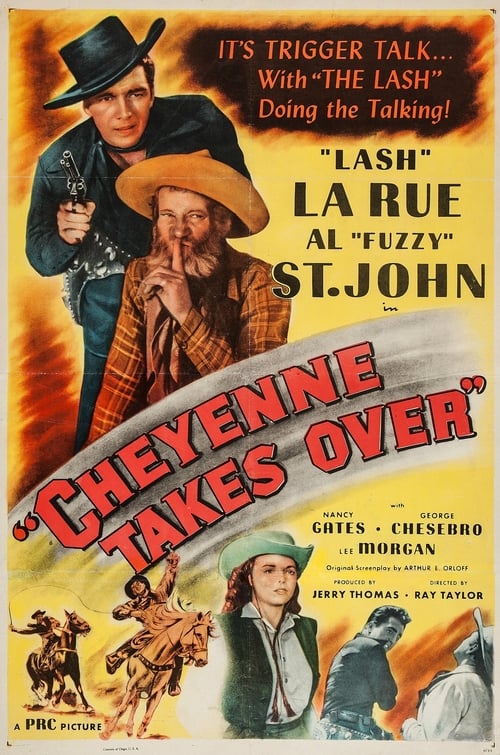 IT'S TRIGGER TALK...
With "THE LASH"
Doing the Talking!
"LASH"
LA RUE
AL "FUZZY"
ST. JOHN
in
"CHEYENNE
TAKES OVER"
with
NANCY GATES • GEORGE CHESEBRO
LEE MORGAN
Original Screenplay by ARTHUR E. ORLOFF
PRODUCED BY JERRY THOMAS • DIRECTED BY RAY TAYLOR
A PRC PICTURE